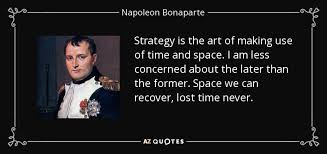 Napoleon Bonaparte
Strategy is the art of making use
of time and space. I am less
concerned about the later than
the former. Space we can
recover, lost time never.
AZ QUOTES